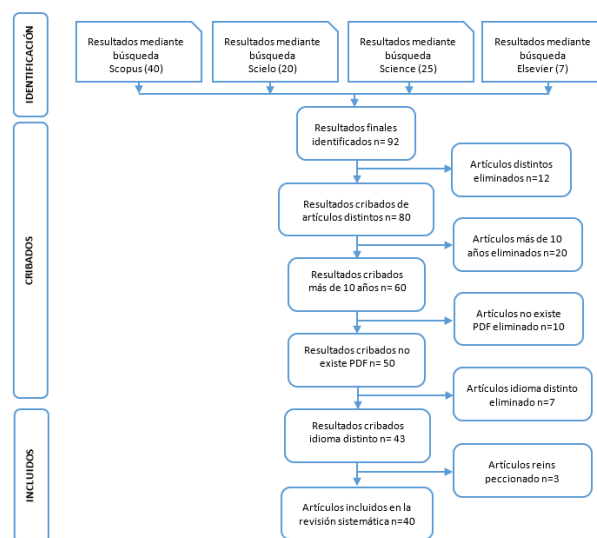 IDENTIFICACIÓN
Resultados mediante
búsqueda
Scopus (40)
Resultados mediante
búsqueda
Scielo (20)
Resultados mediante
búsqueda
Science (25)
Resultados mediante
búsqueda
Elsevier (7)
Resultados finales
identificados n= 92
CRIBADOS
Artículos distintos
eliminados n=12
Resultados cribados
de artículos distintos n= 80
Artículos más de 10
años eliminados n=20
Resultados cribados
más de 10 años n= 60
Artículos no existe
PDF eliminado n=10
Resultados cribados no
existe PDF n= 50
Artículos idioma distinto
eliminado n=7
INCLUIDOS
Resultados cribados
idioma distinto n= 43
Artículos reins
peccionado n=3
Artículos incluidos en la
revisión sistemática n=40